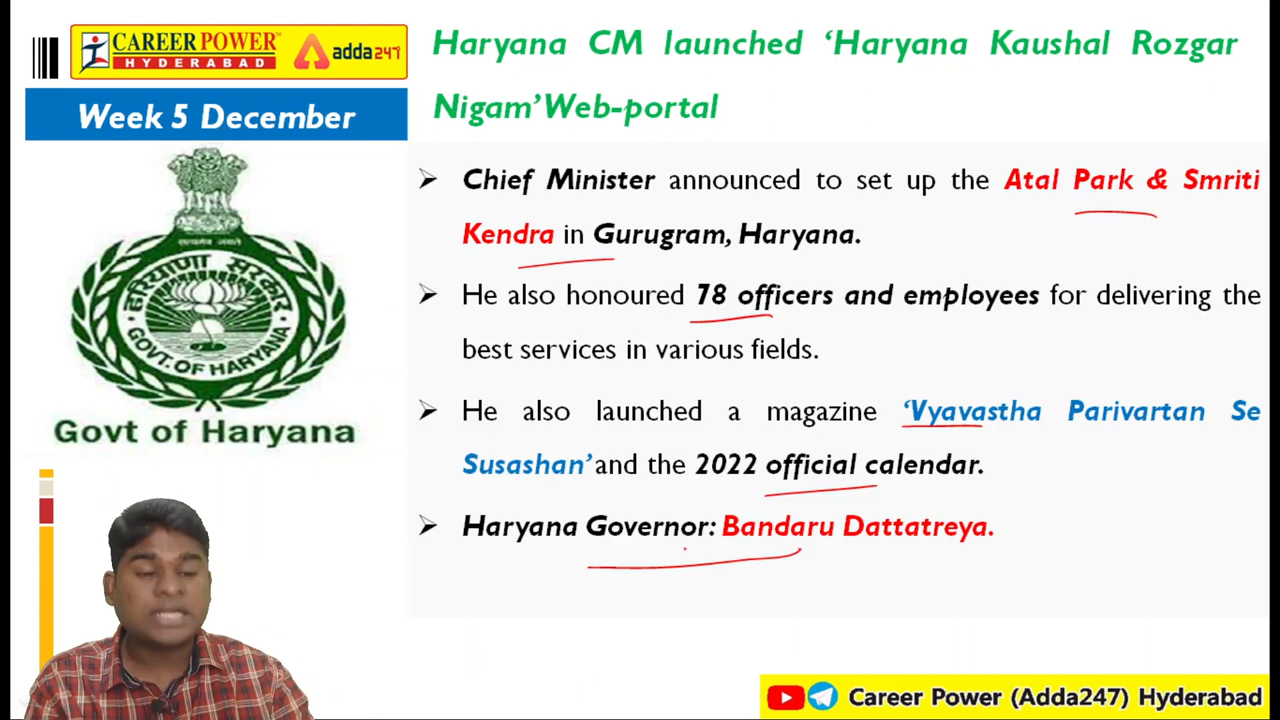 CAREER POWER
HYDERABAD
adda247
Week 5 December
Haryana CM launched ‘Haryana Kaushal Rozgar
Nigam’ Web-portal
हरियाणा सरकार
GOVT. OF HARYANA
Govt of Haryana
➤ Chief Minister announced to set up the Atal Park & Smriti
Kendra in Gurugram, Haryana.
➤ He also honoured 78 officers and employees for delivering the
best services in various fields.
➤ He also launched a magazine ‘Vyavastha Parivartan Se
Susashan’ and the 2022 official calendar.
➤ Haryana Governor: Bandaru Dattatreya.
Career Power (Adda247) Hyderabad